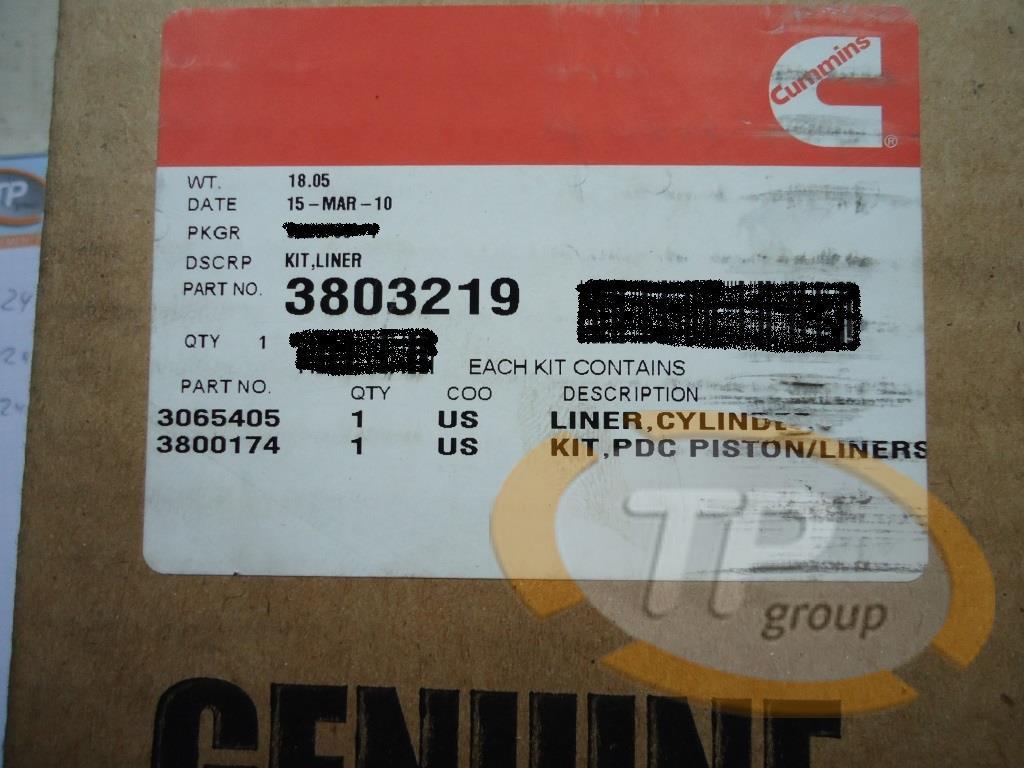 Cummins
®
WT. 18.05
DATE 15-MAR-10
PKGR
DSCRP KIT,LINER
PART NO. 3803219
QTY 1
EACH KIT CONTAINS
PART NO. QTY COO DESCRIPTION
3065405 1 US LINER,CYLINDE
3800174 1 US KIT,PDC PISTON/LINERS
TP
group
GENUINE
TP
24